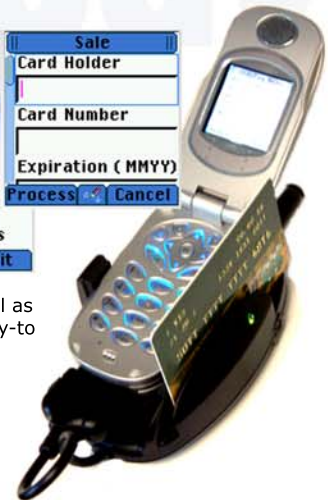 Sale
Card Holder
Card Number
Expiration (MMYY)
Process Cancel
s
it
l as
y-to